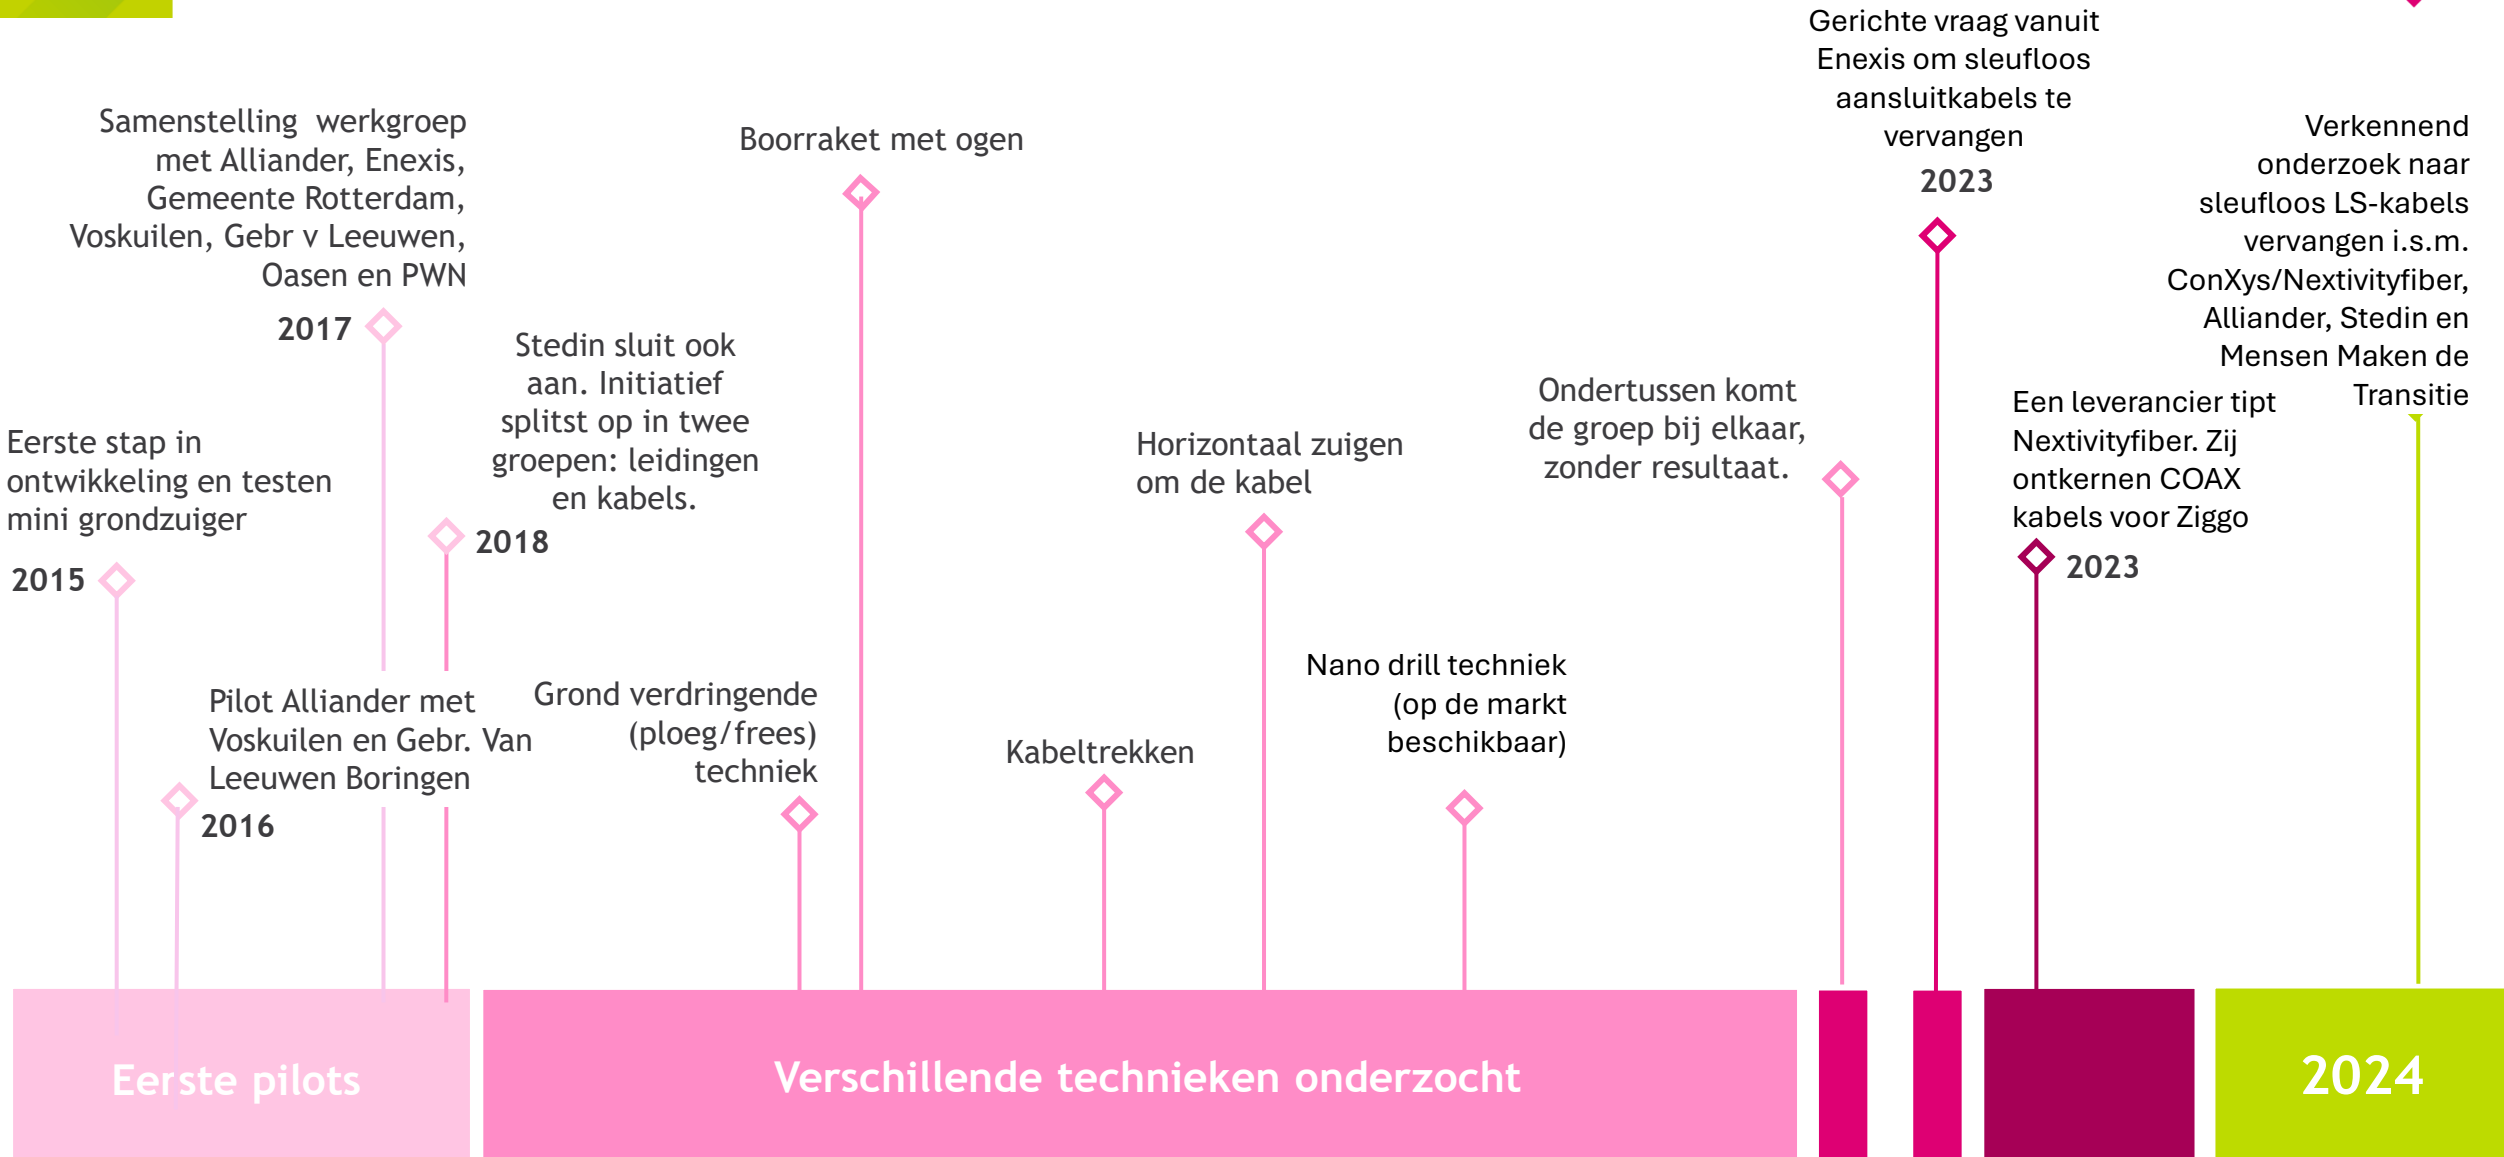 Eerste stap in
ontwikkeling en testen
mini grondzuiger
2015
Pilot Alliander met
Voskuilen en Gebr. Van
Leeuwen Boringen
2016
Samenstelling werkgroep
met Alliander, Enexis,
Gemeente Rotterdam,
Voskuilen, Gebr v Leeuwen,
Oasen en PWN
2017
Stedin sluit ook
aan. Initiatief
splitst op in twee
groepen: leidingen
en kabels.
2018
Grond verdringende
(ploeg/frees)
techniek
Boorraket met ogen
Kabeltrekken
Horizontaal zuigen
om de kabel
Nano drill techniek
(op de markt
beschikbaar)
Ondertussen komt
de groep bij elkaar,
zonder resultaat.
Gerichte vraag vanuit
Enexis om sleufloos
aansluitkabels te
vervangen
2023
Een leverancier tipt
Nextivityfiber. Zij
ontkernen COAX
kabels voor Ziggo
2023
Verkennend
onderzoek naar
sleufloos LS-kabels
vervangen i.s.m.
ConXys/Nextivityfiber,
Alliander, Stedin en
Mensen Maken de
Transitie
Eerste pilots
Verschillende technieken onderzocht
2024